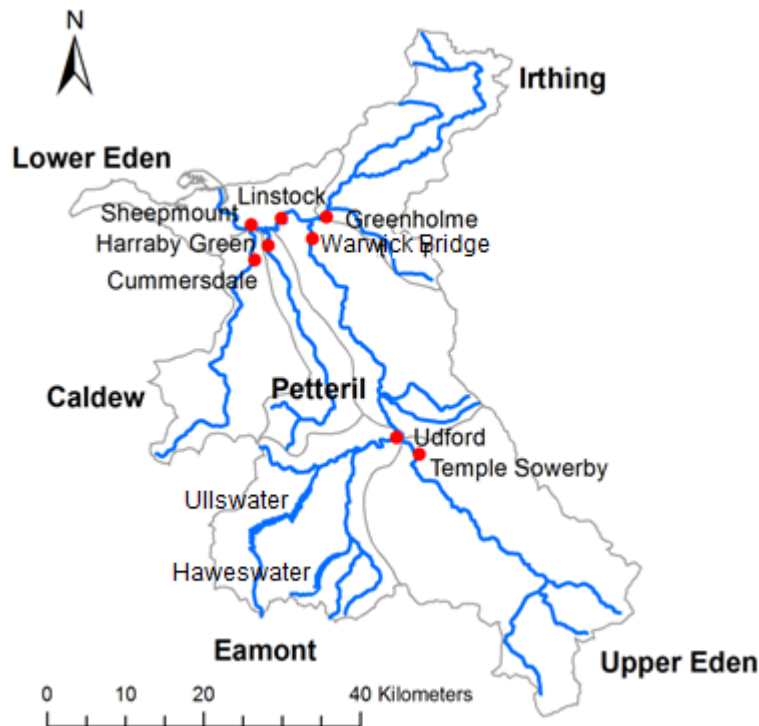 N
Irthing
Lower Eden
Linstock
Sheepmount
Greenholme
Harraby Green
Warwick Bridge
Cummersdale
Caldew
Petteril
Udford
Temple Sowerby
Ullswater
Haweswater
Eamont
Upper Eden
0 10 20 40 Kilometers